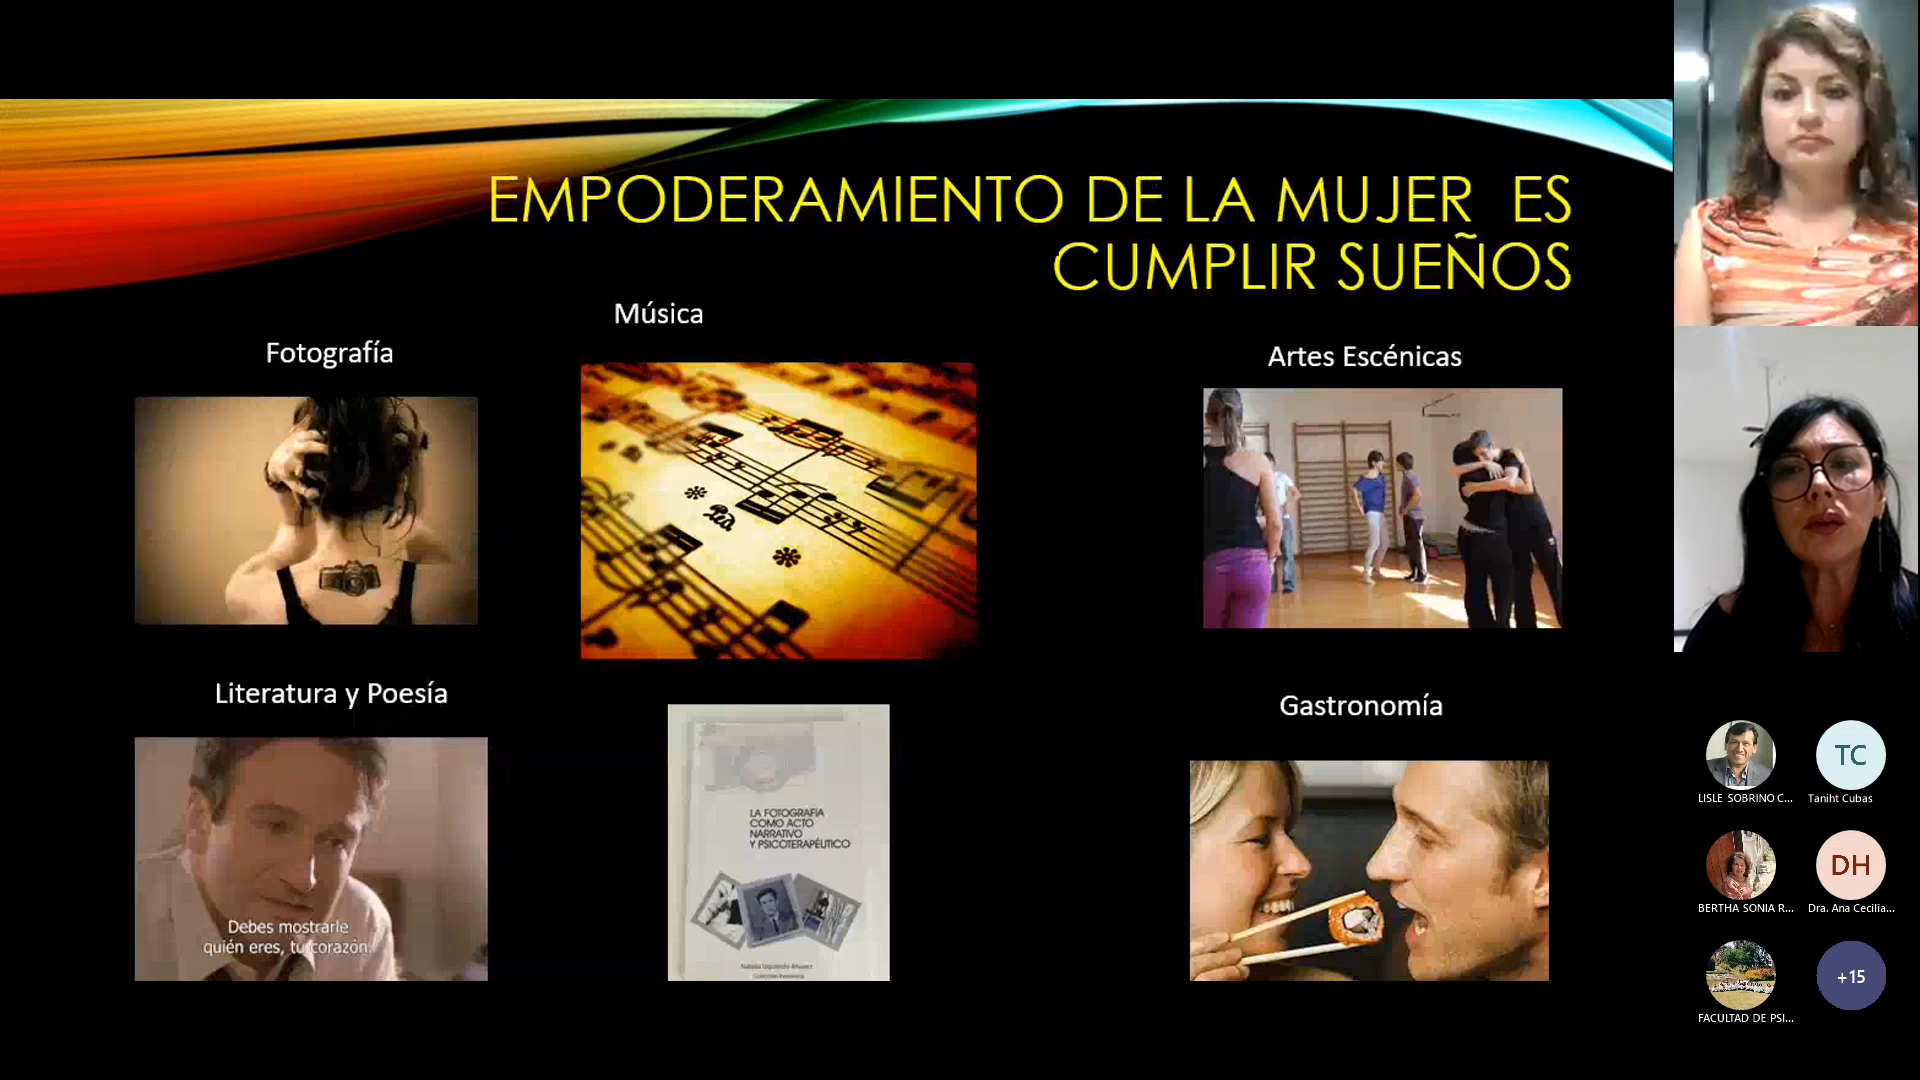 EMPODERAMIENTO DE LA MUJER ES
CUMPLIR SUEÑOS
Música
Fotografía
Artes Escénicas
Literatura y Poesía
Gastronomía
LA FOTOGRAFÍA
COMO ACTO
NARRATIVO
Y PSICOTERAPÉUTICO
Debes mostrarle
quién eres, tu corazón.
LISLE SOBRINO C...
TC
Taniht Cubas
BERTHA SONIA R...
DH
Dra. Ana Cecilia...
FACULTAD DE PSI...
+15